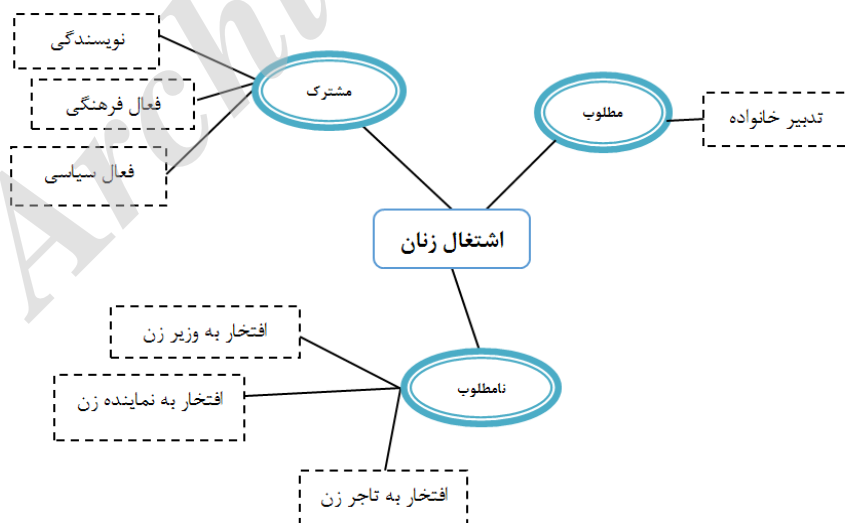 نویسندگی
مشترک
مطلوب
تدبیر خانواده
فعال فرهنگی
فعال سیاسی
اشتغال زنان
افتخار به وزیر زن
نامطلوب
افتخار به نماینده زن
افتخار به تاجر زن
Archi